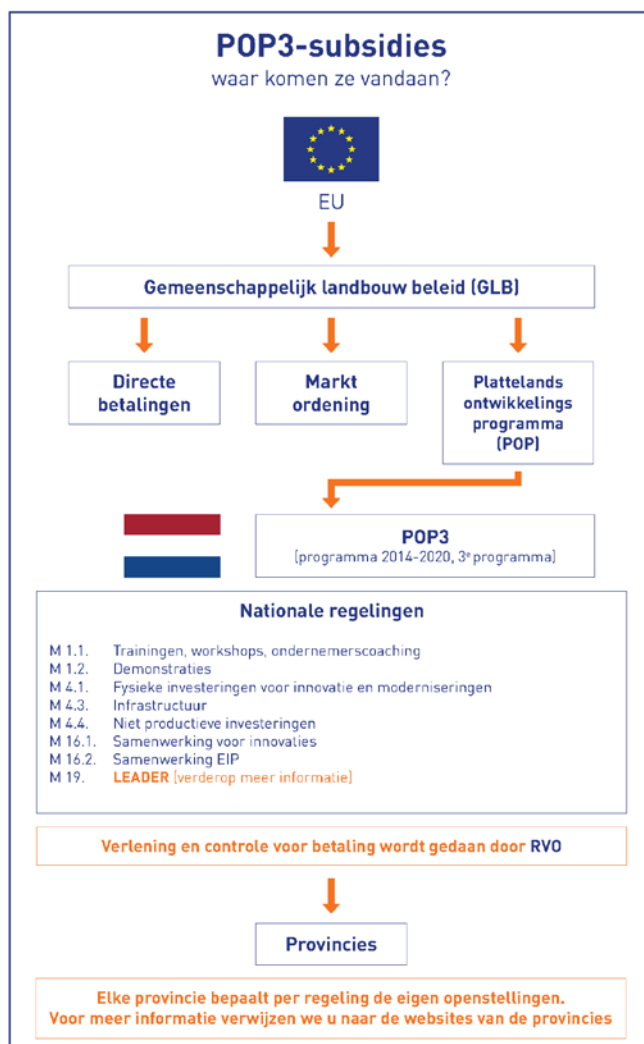 POP3-subsidies
waar komen ze vandaan?
EU
Gemeenschappelijk landbouw beleid (GLB)
Directe
betalingen
Markt
ordening
Plattelands
ontwikkelings
programma
(POP)
POP3
(programma 2014-2020, 3e programma)
Nationale regelingen
M 1.1. Trainingen, workshops, ondernemerscoaching
M 1.2. Demonstraties
M 4.1. Fysieke investeringen voor innovatie en moderniseringen
M 4.3. Infrastructuur
M 4.4. Niet productieve investeringen
M 16.1. Samenwerking voor innovaties
M 16.2. Samenwerking EIP
M 19. LEADER (verderop meer informatie)
Verlening en controle voor betaling wordt gedaan door RVO
Provincies
Elke provincie bepaalt per regeling de eigen openstellingen.
Voor meer informatie verwijzen we u naar de websites van de provincies